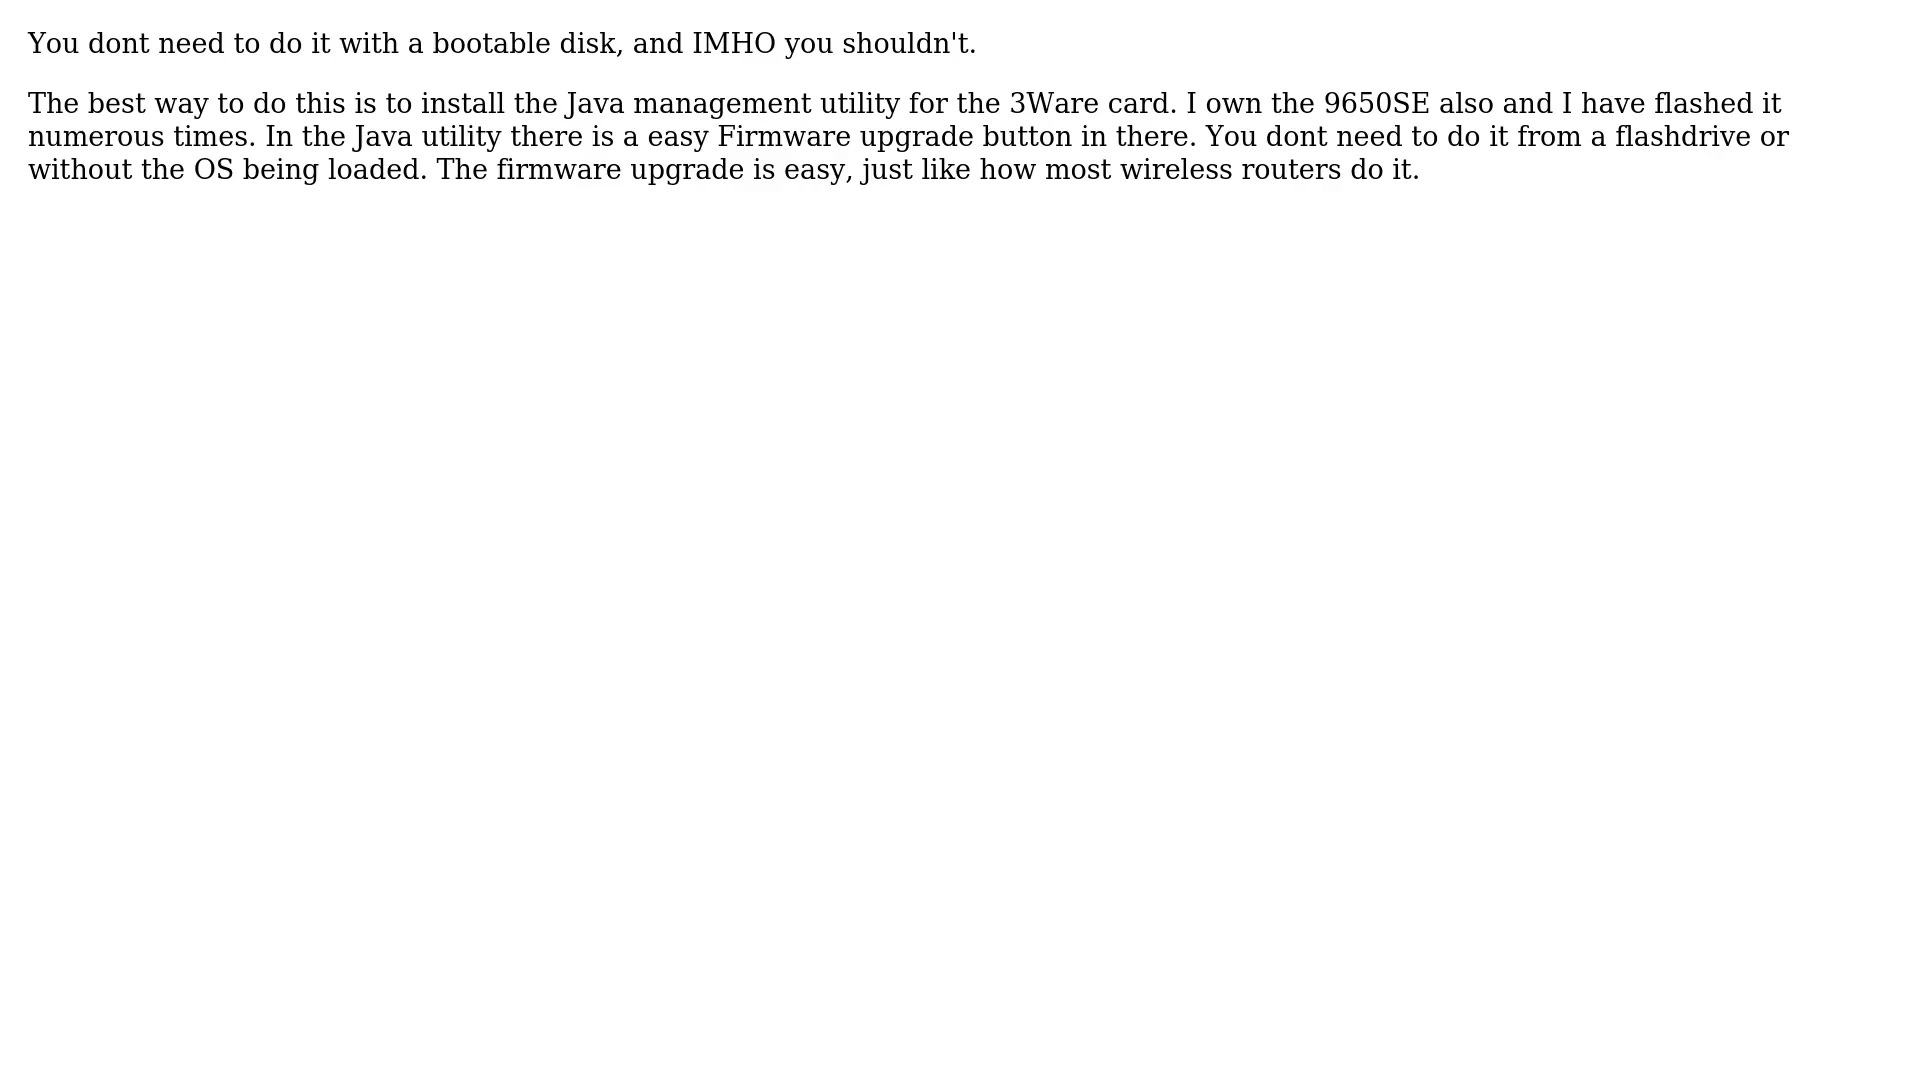 You dont need to do it with a bootable disk, and IMHO you shouldn't.
The best way to do this is to install the Java management utility for the 3Ware card. I own the 9650SE also and I have flashed it
numerous times. In the Java utility there is a easy Firmware upgrade button in there. You dont need to do it from a flashdrive or
without the OS being loaded. The firmware upgrade is easy, just like how most wireless routers do it.